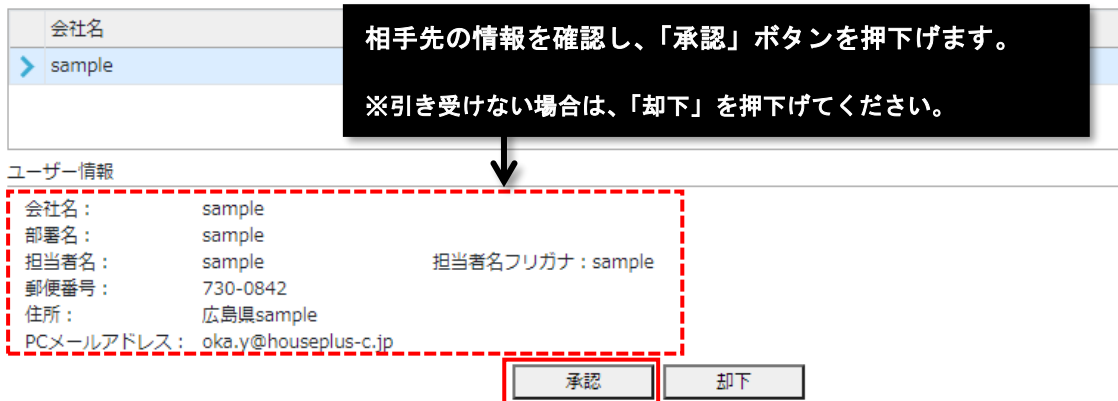 会社名
sample
相手先の情報を確認し、「承認」ボタンを押下げます。
※引き受けない場合は、「却下」を押下げてください。
ユーザー情報
会社名： sample
部署名： sample
担当者名： sample 担当者名フリガナ：sample
郵便番号： 730-0842
住所： 広島県sample
PCメールアドレス： oka.y@houseplus-c.jp
承認 却下